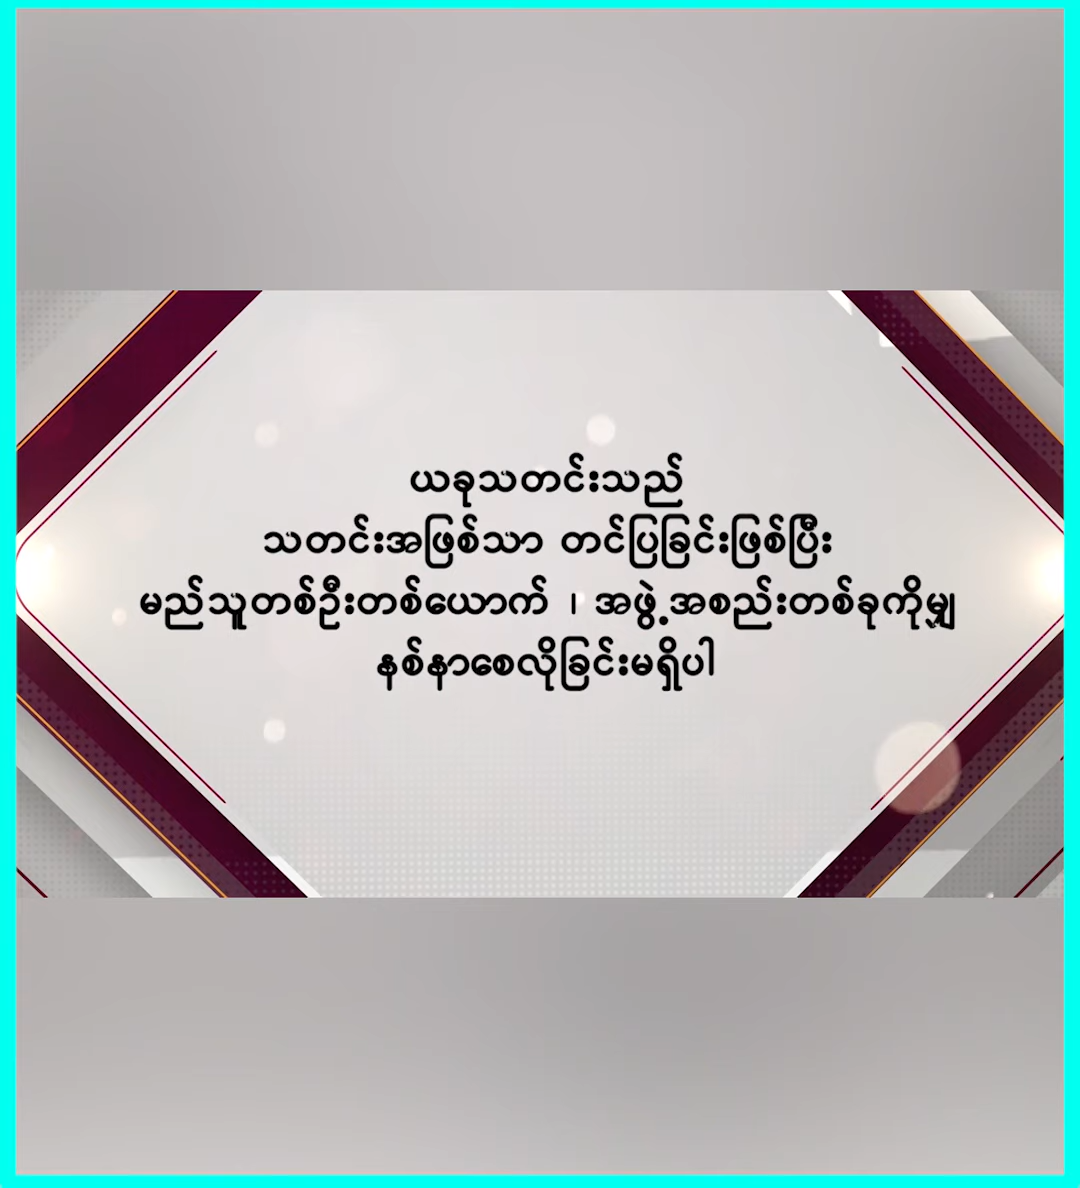 ယခုသတင်းသည်
သတင်းအဖြစ်သာ တင်ပြခြင်းဖြစ်ပြီး
မည်သူတစ်ဦးတစ်ယောက် ၊ အဖွဲ့အစည်းတစ်ခုကိုမျှ
နစ်နာစေလိုခြင်းမရှိပါ